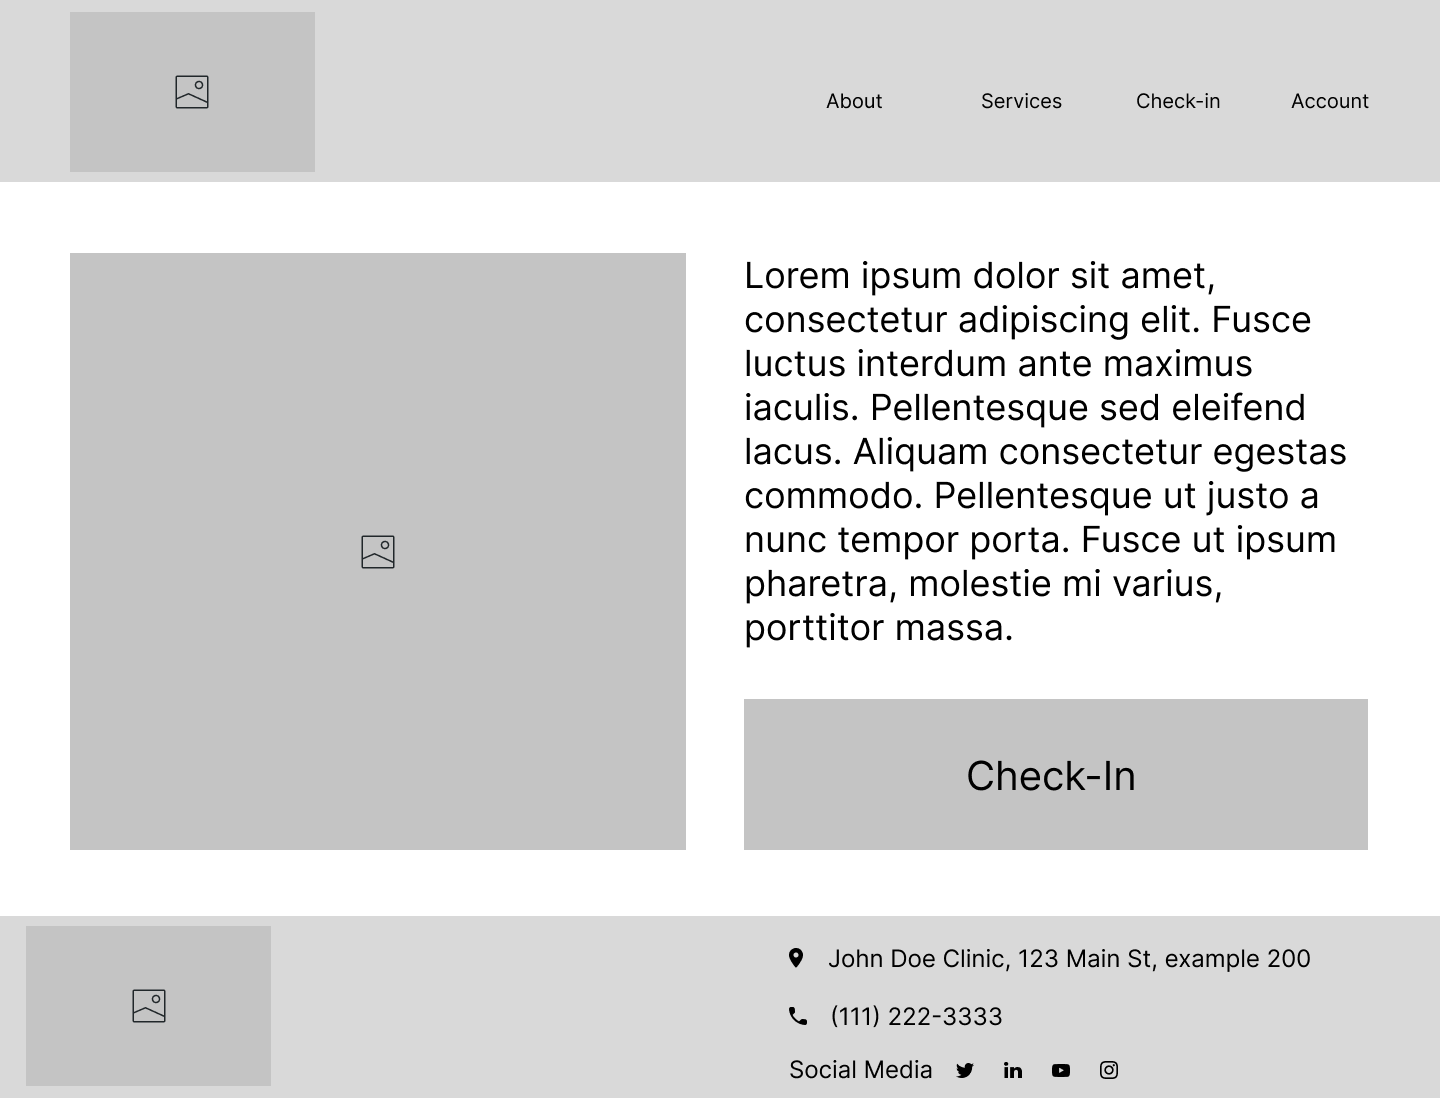 About
Services
Check-in
Account
Lorem ipsum dolor sit amet,
consectetur adipiscing elit. Fusce
luctus interdum ante maximus
iaculis. Pellentesque sed eleifend
lacus. Aliquam consectetur egestas
commodo. Pellentesque ut justo a
nunc tempor porta. Fusce ut ipsum
pharetra, molestie mi varius,
porttitor massa.
Check-In
John Doe Clinic, 123 Main St, example 200
(111) 222-3333
Social Media